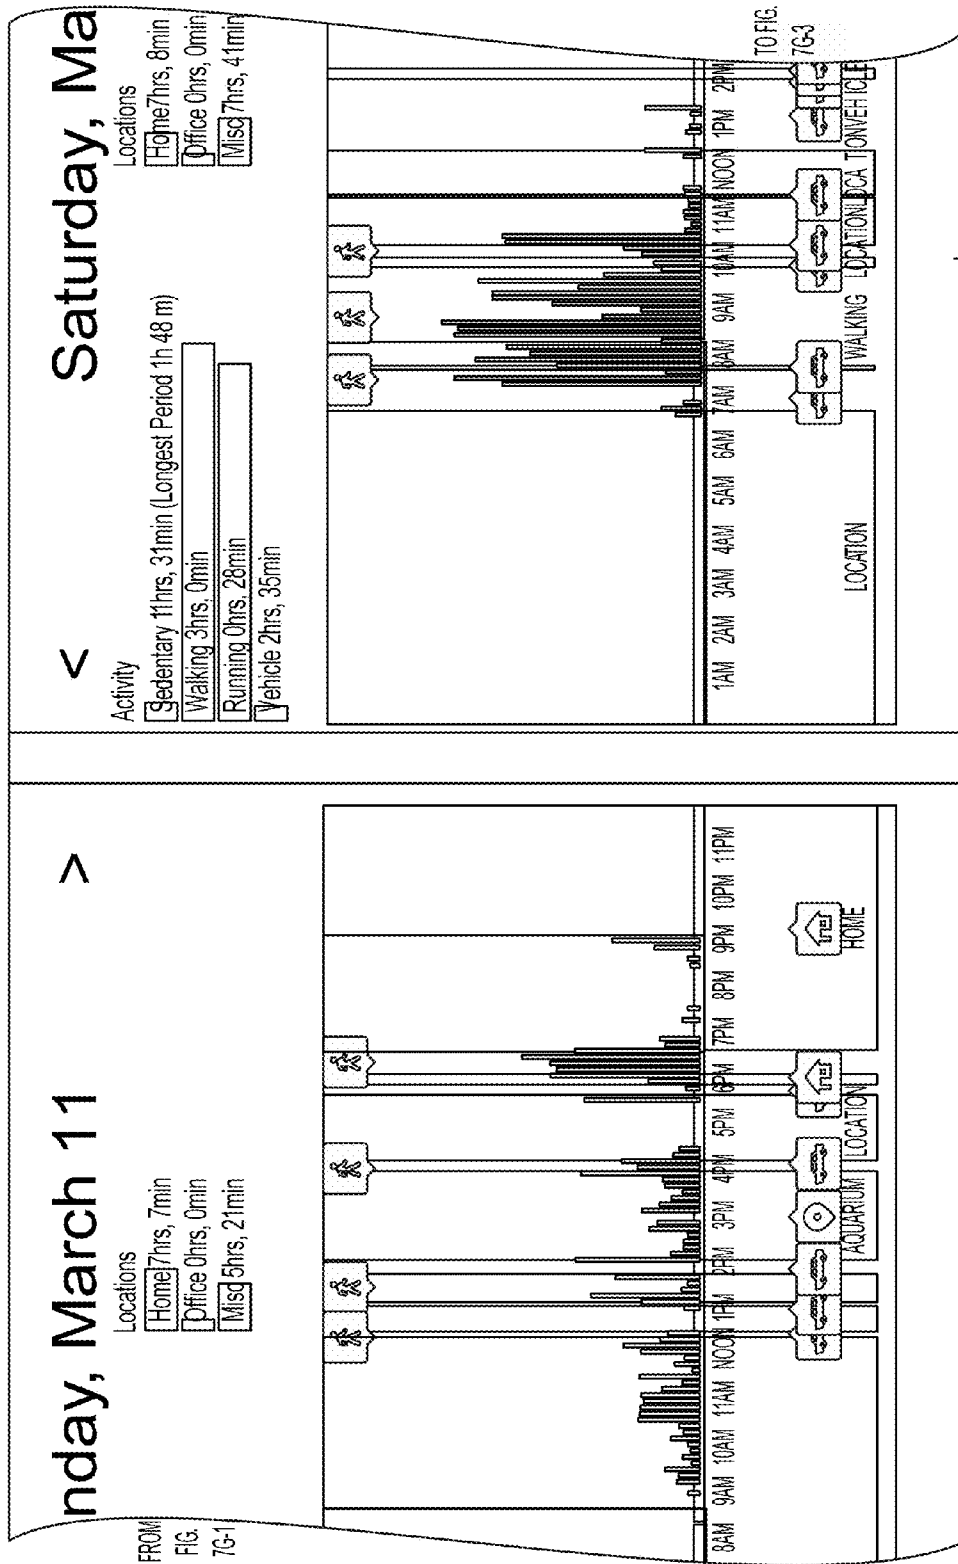 nday, March 11 >
FROM
FIG.
7G-1
Locations
Home 7hrs, 7min
Office 0hrs, 0min
Misc 5hrs, 21min
8AM 9AM 10AM 11AM NOON 1PM 2PM 3PM 4PM 5PM 6PM 7PM 8PM 9PM 10PM 11PM
AQUARIUM LOCATION HOME
< Saturday, Ma
Activity
Sedentary 11hrs, 31min (Longest Period 1h 48 m)
Walking 3hrs, 0min
Running 0hrs, 28min
Vehicle 2hrs, 35min
Locations
Home 7hrs, 8min
Office 0hrs, 0min
Misc 7hrs, 41min
1AM 2AM 3AM 4AM 5AM 6AM 7AM 8AM 9AM 10AM 11AM NOON 1PM 2PM
LOCATION WALKING LOCATION LOCATION VEHICLE
TO FIG.
7G-3